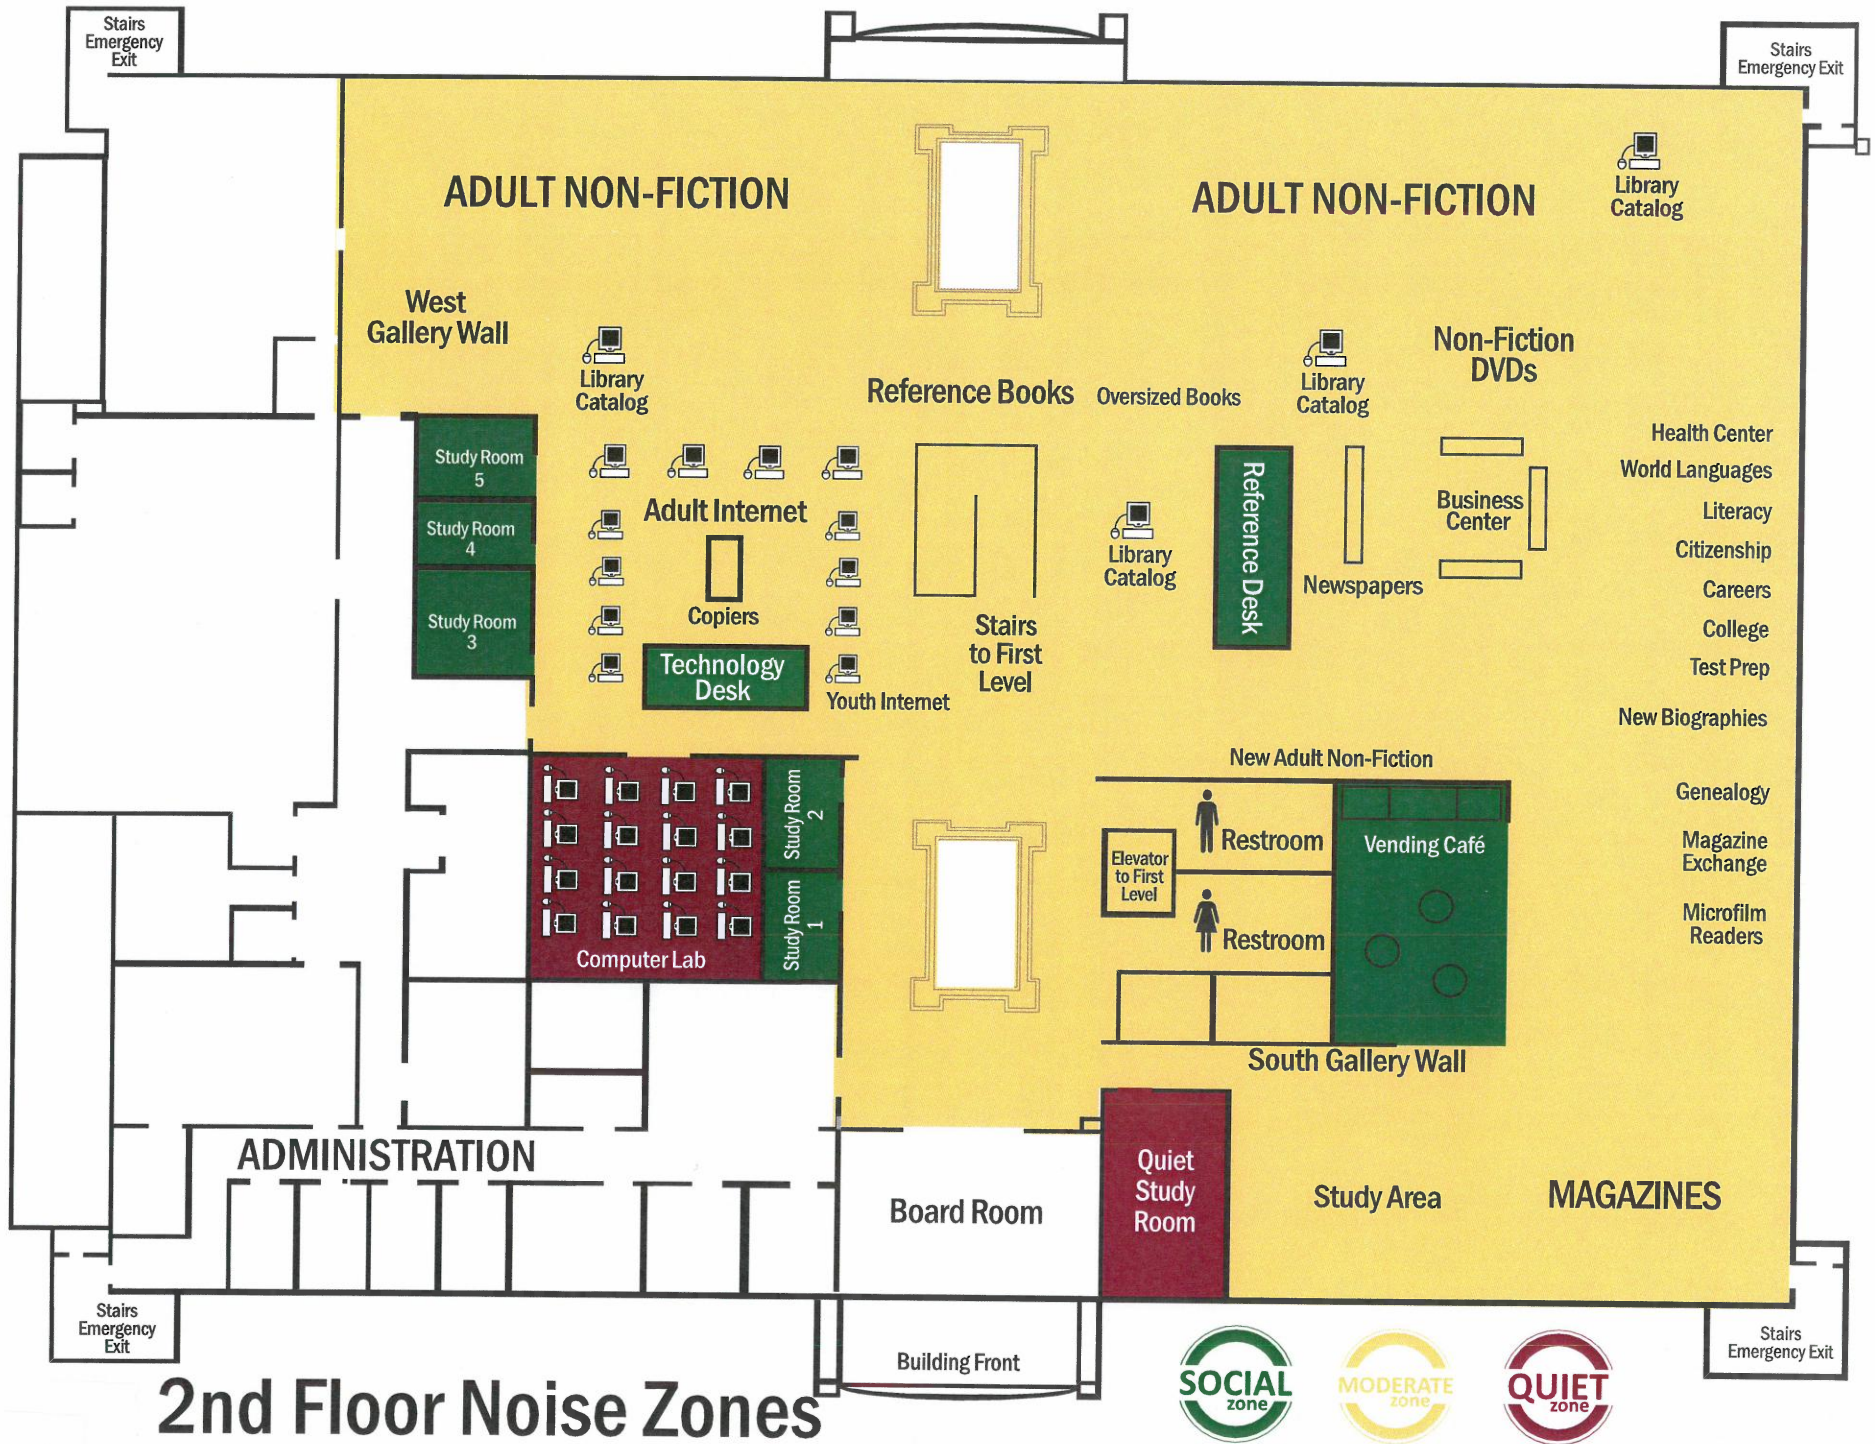 Stairs
Emergency
Exit
Stairs
Emergency Exit
ADULT NON-FICTION
ADULT NON-FICTION
Library
Catalog
West
Gallery Wall
Library
Catalog
Reference Books
Oversized Books
Library
Catalog
Non-Fiction
DVDs
Health Center
World Languages
Literacy
Citizenship
Careers
College
Test Prep
New Biographies
Genealogy
Magazine
Exchange
Microfilm
Readers
Study Room
5
Study Room
4
Study Room
3
Adult Internet
Copiers
Technology
Desk
Youth Internet
Stairs
to First
Level
Library
Catalog
Reference Desk
Newspapers
Business
Center
New Adult Non-Fiction
Computer Lab
Study Room
2
Study Room
1
Elevator
to First
Level
Restroom
Restroom
Vending Café
South Gallery Wall
ADMINISTRATION
Board Room
Quiet
Study
Room
Study Area
MAGAZINES
Stairs
Emergency
Exit
Building Front
Stairs
Emergency Exit
2nd Floor Noise Zones
SOCIAL
zone
MODERATE
zone
QUIET
zone